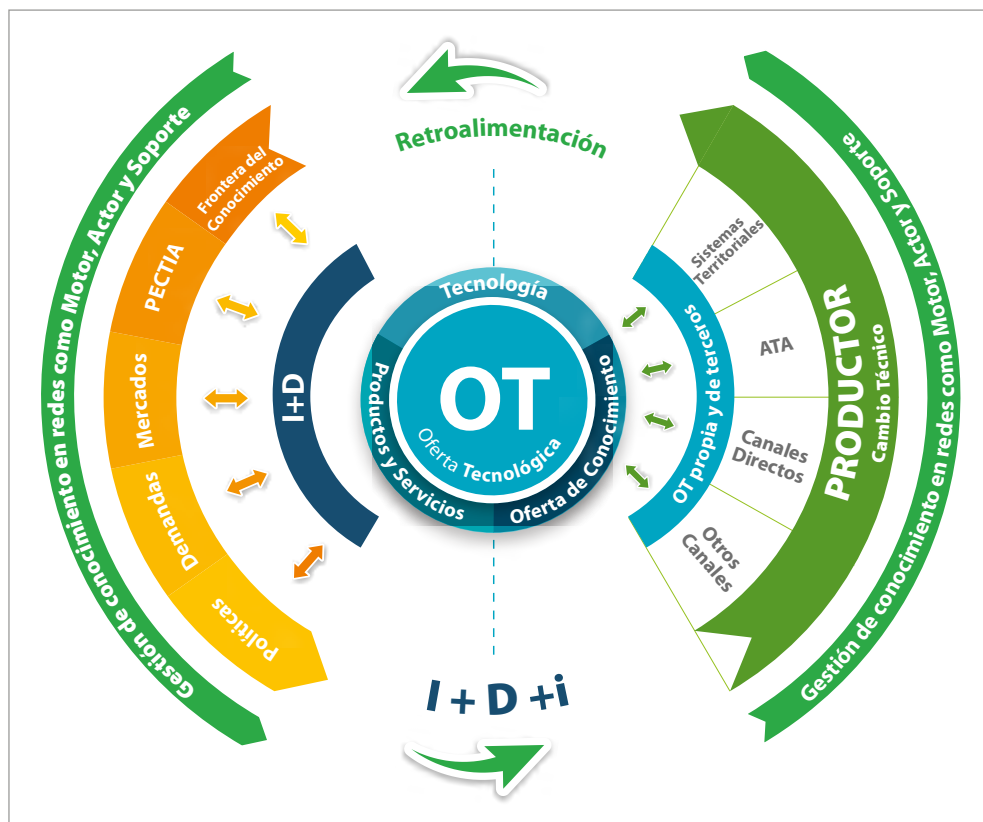 Retroalimentación
Gestión de conocimiento en redes como Motor, Actor y Soporte
Frontera del
Conocimiento
PECTIA
Mercados
Demandas
Políticas
I+D
Tecnología
Productos y Servicios
Oferta de Conocimiento
OT
Oferta Tecnológica
OT propia y de terceros
Sistemas
Territoriales
ATA
Canales
Directos
Otros
Canales
PRODUCTOR
Cambio Técnico
Gestión de conocimiento en redes como Motor, Actor y Soporte
I + D +i